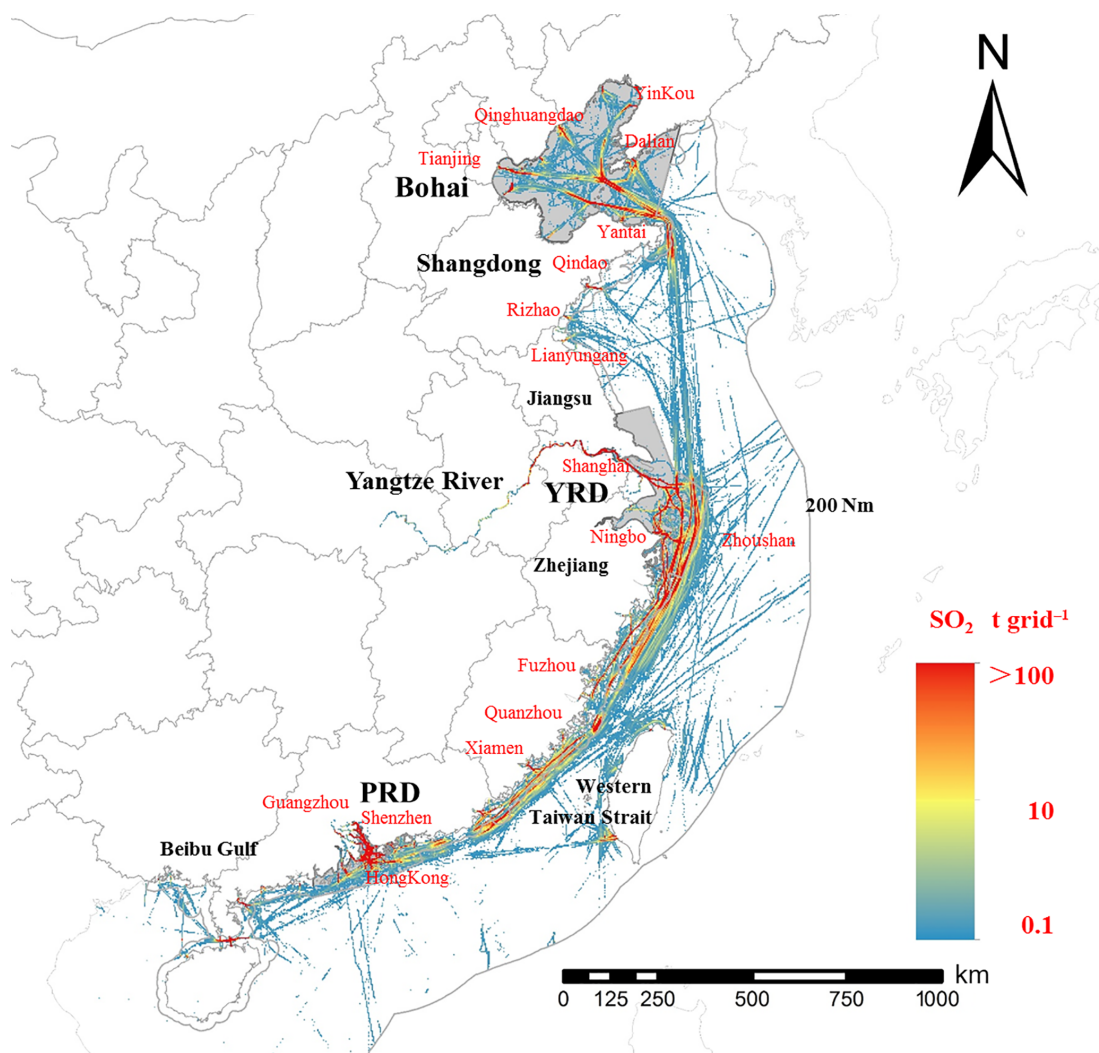 N
YinKou
Qinghuangdao
Dalian
Tianjing
Bohai
Yantai
Shangdong
Qindao
Rizhao
Lianyungang
Jiangsu
Shanghai
Yangtze River
YRD
200 Nm
Ningbo
Zhoushan
Zhejiang
SO₂ t grid⁻¹
>100
Fuzhou
Quanzhou
Xiamen
Western
PRD
Guangzhou
Shenzhen
10
Taiwan Strait
Beibu Gulf
HongKong
0.1
km
0 125 250 500 750 1000